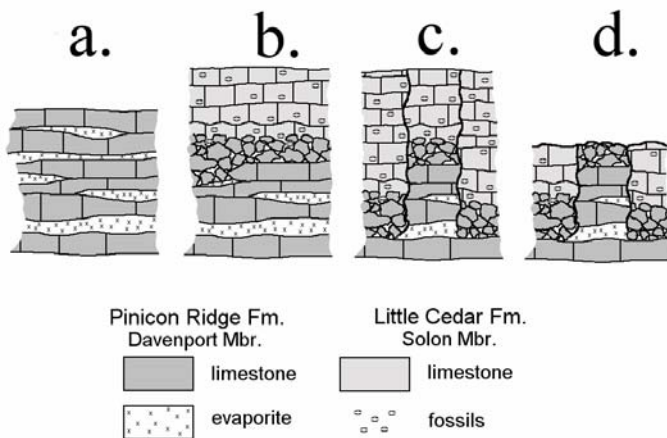 a. b. c. d.
Pinicon Ridge Fm. Little Cedar Fm.
Davenport Mbr. Solon Mbr.
limestone limestone
evaporite fossils